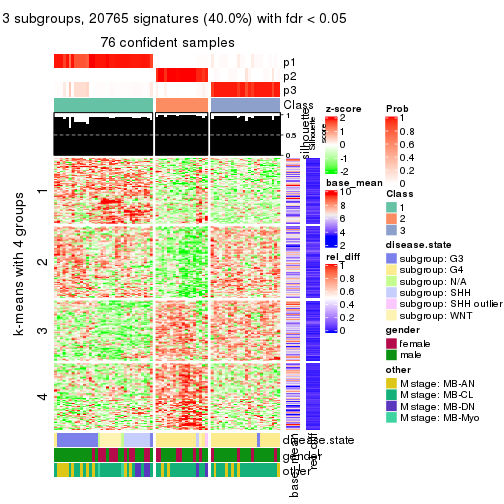 3 subgroups, 20765 signatures (40.0%) with fdr < 0.05
76 confident samples
p1
p2
p3
Class
1
0.5
0
silhouette score
k-means with 4 groups
1
2
3
4
disease.state
gender
other
base_mean
rel_diff
z-score
2
1
0
-1
-2
base_mean
10
8
6
4
2
rel_diff
1
0.8
0.6
0.4
0.2
0
Prob
1
0.8
0.6
0.4
0.2
0
Class
1
2
3
disease.state
subgroup: G3
subgroup: G4
subgroup: N/A
subgroup: SHH
subgroup: SHH outlier
subgroup: WNT
gender
female
male
other
M stage: MB-AN
M stage: MB-CL
M stage: MB-DN
M stage: MB-Myo